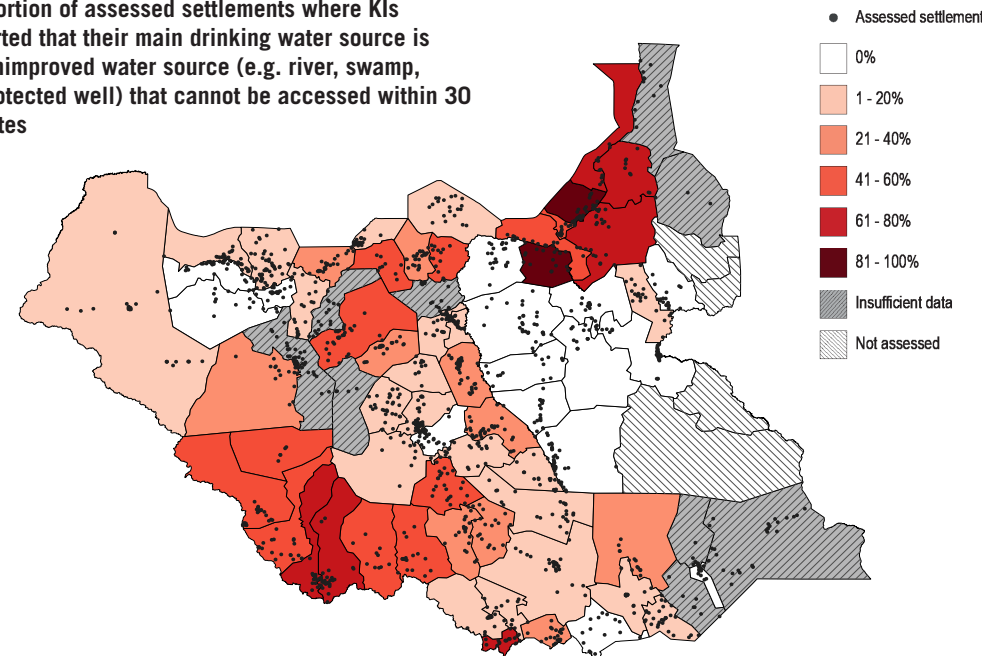 ortion of assessed settlements where KIs
rted that their main drinking water source is
nimproved water source (e.g. river, swamp,
otected well) that cannot be accessed within 30
tes
Assessed settlement
0%
1 - 20%
21 - 40%
41 - 60%
61 - 80%
81 - 100%
Insufficient data
Not assessed